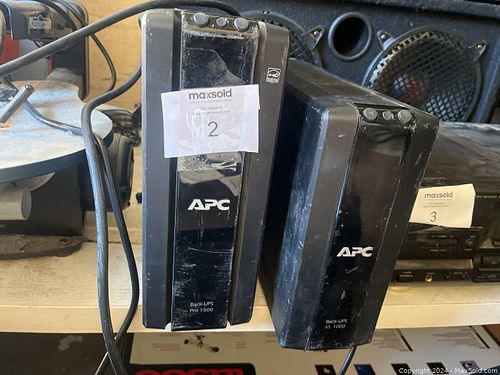 maxsold
2
APC
Back-UPS
Pro 1500
APC
Back-UPS
XS 1000
maxsold
3
Copyright 2024 - MaxSold.com